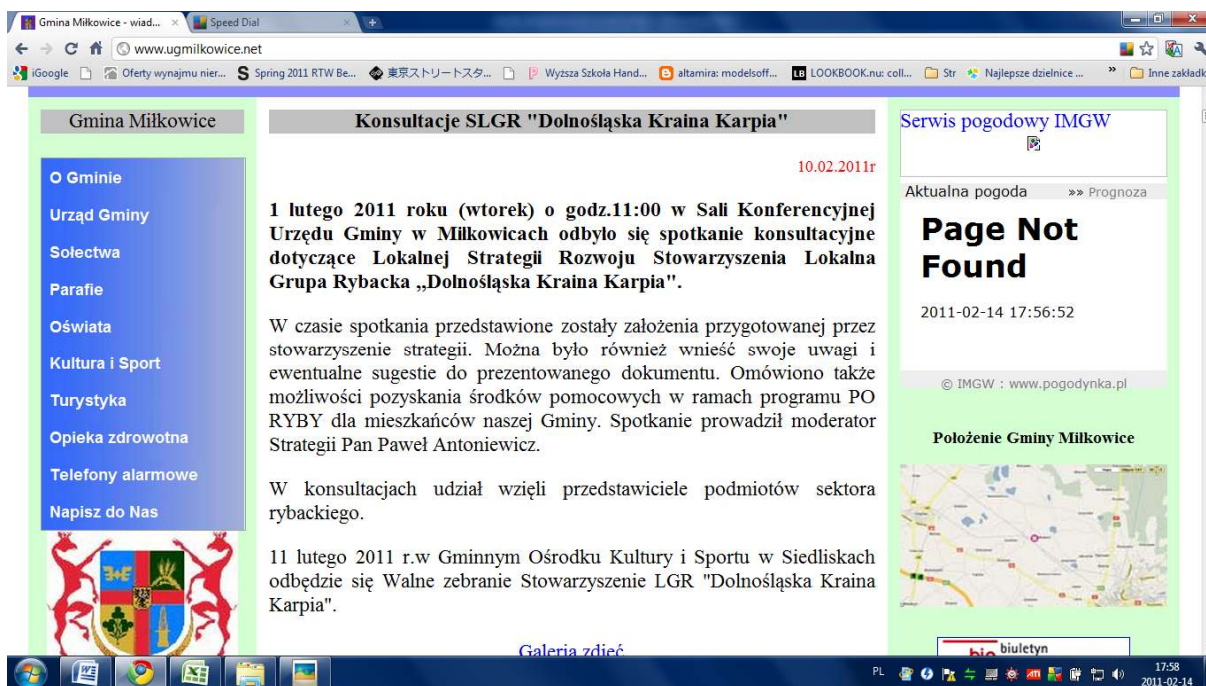 Gmina Miłkowice - wiad...
Speed Dial
www.ugmilkowice.net
iGoogle
Oferty wynajmu nier...
Spring 2011 RTW Be...
東京ストリートスタ...
Wyższa Szkoła Hand...
altamira: modelsoff...
LOOKBOOK.nu: coll...
Str
Najlepsze dzielnice ...
»
Inne zakładk
Gmina Miłkowice
O Gminie
Urząd Gminy
Sołectwa
Parafie
Oświata
Kultura i Sport
Turystyka
Opieka zdrowotna
Telefony alarmowe
Napisz do Nas
Konsultacje SLGR "Dolnośląska Kraina Karpia"
10.02.2011r
1 lutego 2011 roku (wtorek) o godz.11:00 w Sali Konferencyjnej
Urzędu Gminy w Miłkowicach odbyło się spotkanie konsultacyjne
dotyczące Lokalnej Strategii Rozwoju Stowarzyszenia Lokalna
Grupa Rybacka „Dolnośląska Kraina Karpia".
W czasie spotkania przedstawione zostały założenia przygotowanej przez
stowarzyszenie strategii. Można było również wnieść swoje uwagi i
ewentualne sugestie do prezentowanego dokumentu. Omówiono także
możliwości pozyskania środków pomocowych w ramach programu PO
RYBY dla mieszkańców naszej Gminy. Spotkanie prowadził moderator
Strategii Pan Paweł Antoniewicz.
W konsultacjach udział wzięli przedstawiciele podmiotów sektora
rybackiego.
11 lutego 2011 r.w Gminnym Ośrodku Kultury i Sportu w Siedliskach
odbędzie się Walne zebranie Stowarzyszenie LGR "Dolnośląska Kraina
Karpia".
Galeria zdjęć
Serwis pogodowy IMGW
Aktualna pogoda »» Prognoza
Page Not
Found
2011-02-14 17:56:52
© IMGW : www.pogodynka.pl
Położenie Gminy Miłkowice
bip biuletyn
PL
17:58
2011-02-14